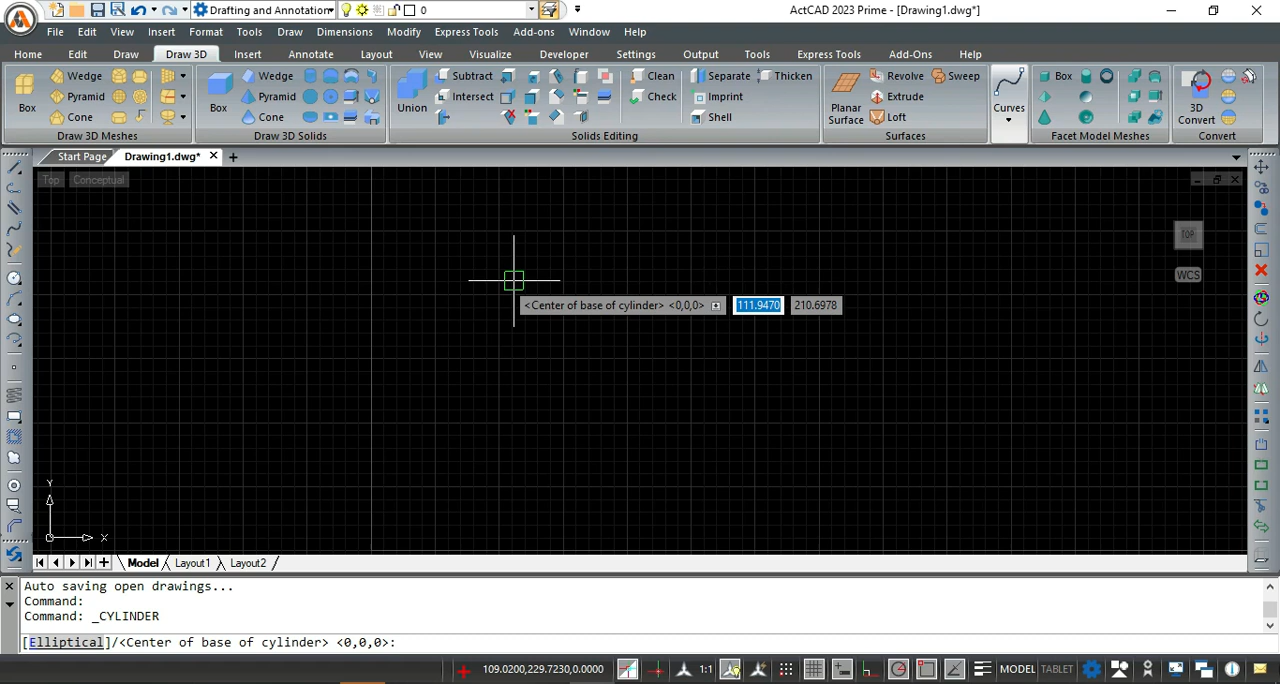 Drafting and Annotation
0
ActCAD 2023 Prime - [Drawing1.dwg*]
File Edit View Insert Format Tools Draw Dimensions Modify Express Tools Add-ons Window Help
Home Edit Draw Draw 3D Insert Annotate Layout View Visualize Developer Settings Output Tools Express Tools Add-Ons Help
Wedge Wedge Subtract Clean Separate Thicken Revolve Sweep Box
Pyramid Pyramid Intersect Check Imprint Extrude
Box Cone Box Cone Union Shell Planar Surface Loft Curves 3D Convert
Draw 3D Meshes Draw 3D Solids Solids Editing Surfaces Facet Model Meshes Convert
Start Page Drawing1.dwg* +
Top Conceptual
TOP
WCS
<Center of base of cylinder> <0,0,0> 111.9470 210.6978
Y
X
Model Layout1 Layout2
Auto saving open drawings...
Command:
Command: _CYLINDER
[Elliptical]/<Center of base of cylinder> <0,0,0>:
109.0200,229.7230,0.0000 1:1 MODEL TABLET